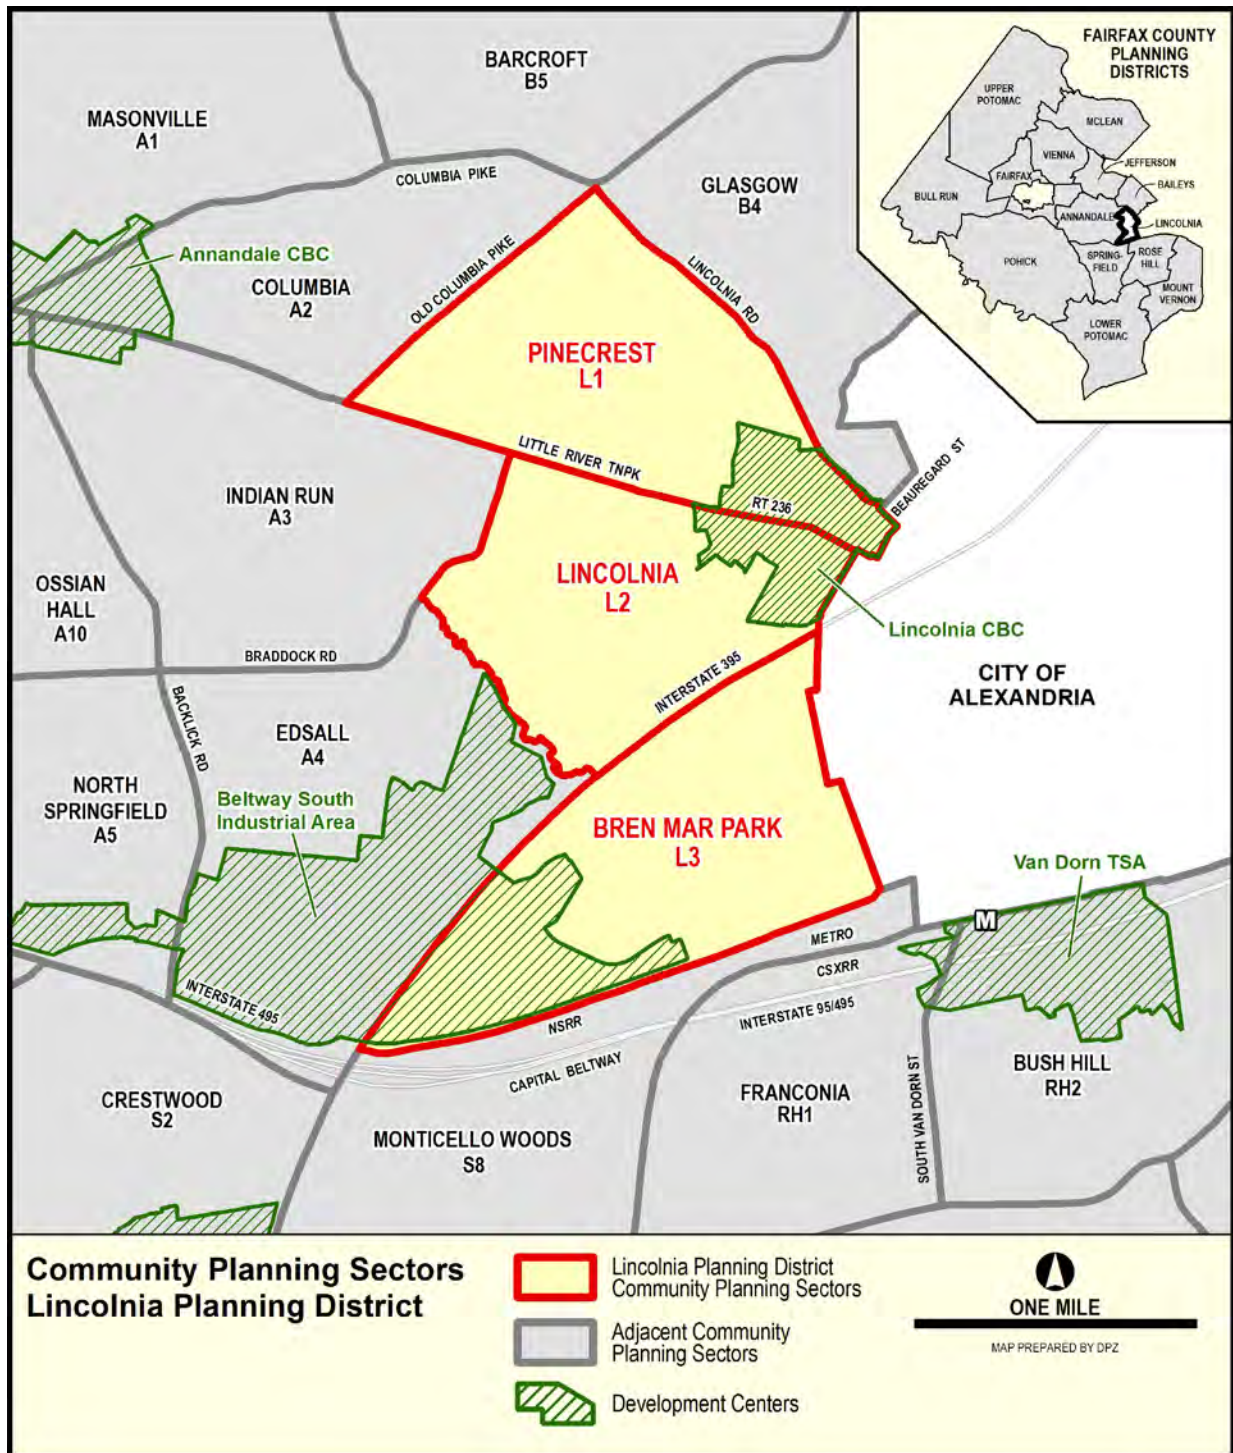 BARCROFT
B5
MASONVILLE
A1
COLUMBIA PIKE
GLASGOW
B4
FAIRFAX COUNTY
PLANNING
DISTRICTS
UPPER
POTOMAC
MCLEAN
VIENNA
JEFFERSON
FAIRFAX
BAILEYS
BULL RUN
ANNANDALE
LINCOLNIA
POHICK
SPRING-
FIELD
ROSE
HILL
MOUNT
VERNON
LOWER
POTOMAC
Annandale CBC
COLUMBIA
A2
OLD COLUMBIA PIKE
LINCOLNIA RD
PINECREST
L1
LITTLE RIVER TNPK
RT 236
BEAUREGARD ST
INDIAN RUN
A3
LINCOLNIA
L2
OSSIAN
HALL
A10
Lincolnia CBC
BRADDOCK RD
INTERSTATE 395
CITY OF
ALEXANDRIA
BACKLICK RD
EDSALL
A4
NORTH
SPRINGFIELD
A5
Beltway South
Industrial Area
BREN MAR PARK
L3
Van Dorn TSA
M
METRO
CSXRR
INTERSTATE 495
NSRR
INTERSTATE 95/495
CAPITAL BELTWAY
CRESTWOOD
S2
MONTICELLO WOODS
S8
FRANCONIA
RH1
SOUTH VAN DORN ST
BUSH HILL
RH2
Community Planning Sectors
Lincolnia Planning District
Lincolnia Planning District
Community Planning Sectors
Adjacent Community
Planning Sectors
Development Centers
ONE MILE
MAP PREPARED BY DPZ